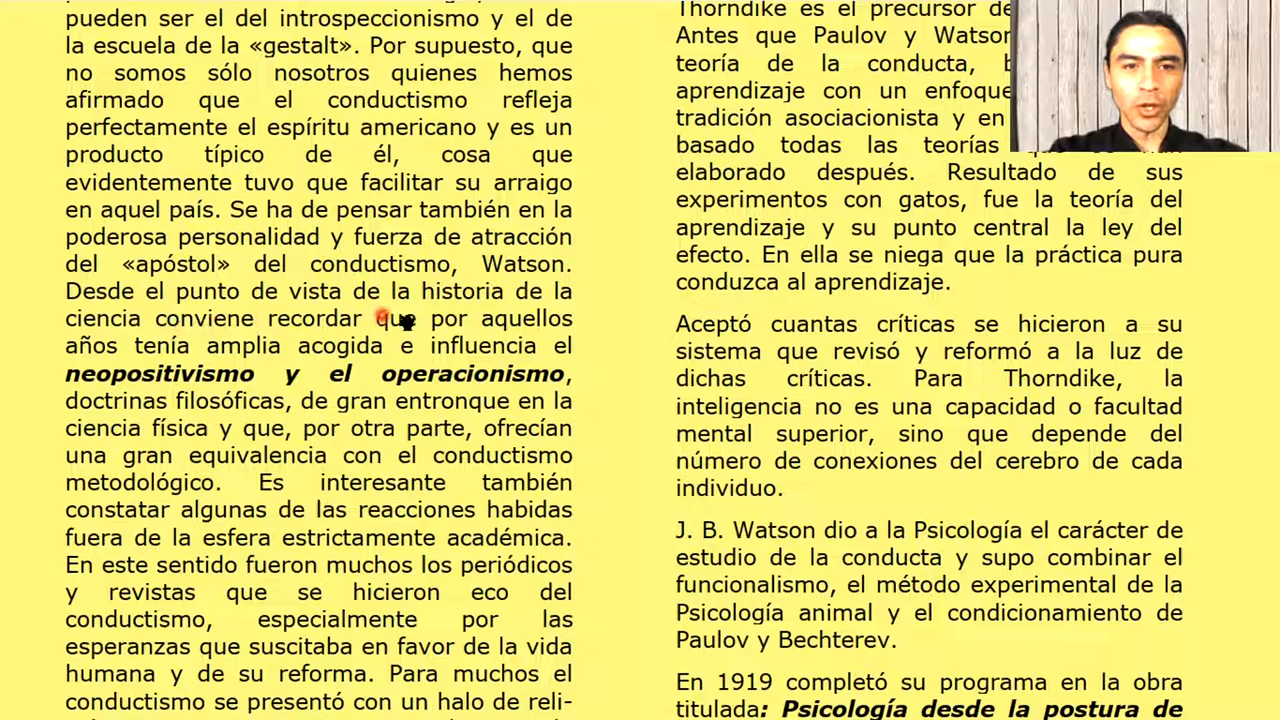 pueden ser el del introspeccionismo y el de
la escuela de la «gestalt». Por supuesto, que
no somos sólo nosotros quienes hemos
afirmado que el conductismo refleja
perfectamente el espíritu americano y es un
producto típico de él, cosa que
evidentemente tuvo que facilitar su arraigo
en aquel país. Se ha de pensar también en la
poderosa personalidad y fuerza de atracción
del «apóstol» del conductismo, Watson.
Desde el punto de vista de la historia de la
ciencia conviene recordar que por aquellos
años tenía amplia acogida e influencia el
neopositivismo y el operacionismo,
doctrinas filosóficas, de gran entronque en la
ciencia física y que, por otra parte, ofrecían
una gran equivalencia con el conductismo
metodológico. Es interesante también
constatar algunas de las reacciones habidas
fuera de la esfera estrictamente académica.
En este sentido fueron muchos los periódicos
y revistas que se hicieron eco del
conductismo, especialmente por las
esperanzas que suscitaba en favor de la vida
humana y de su reforma. Para muchos el
conductismo se presentó con un halo de reli-
Thorndike es el precursor de
Antes que Paulov y Watson
teoría de la conducta,
aprendizaje con un enfoque
tradición asociacionista y en
basado todas las teorías
elaborado después. Resultado de sus
experimentos con gatos, fue la teoría del
aprendizaje y su punto central la ley del
efecto. En ella se niega que la práctica pura
conduzca al aprendizaje.
Aceptó cuantas críticas se hicieron a su
sistema que revisó y reformó a la luz de
dichas críticas. Para Thorndike, la
inteligencia no es una capacidad o facultad
mental superior, sino que depende del
número de conexiones del cerebro de cada
individuo.
J. B. Watson dio a la Psicología el carácter de
estudio de la conducta y supo combinar el
funcionalismo, el método experimental de la
Psicología animal y el condicionamiento de
Paulov y Bechterev.
En 1919 completó su programa en la obra
titulada: Psicología desde la postura de